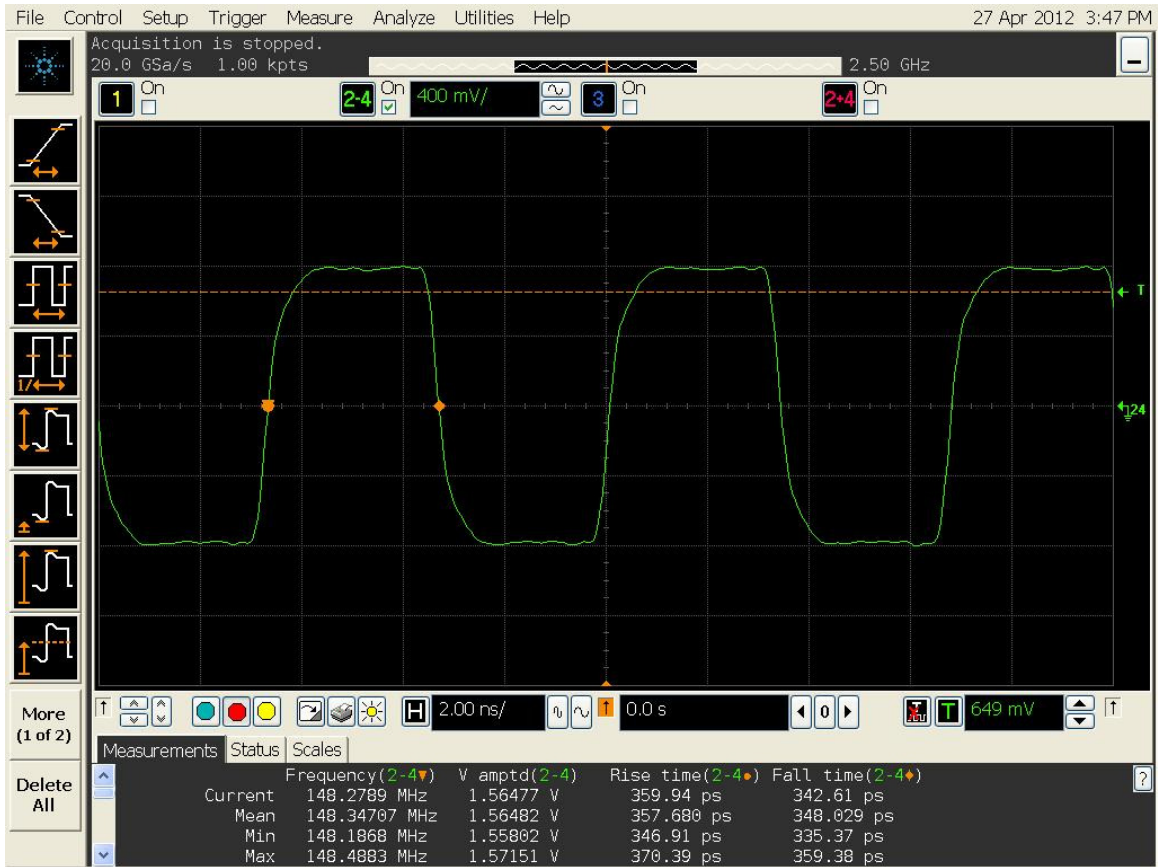 File Control Setup Trigger Measure Analyze Utilities Help 27 Apr 2012 3:47 PM
Acquisition is stopped.
20.0 GSa/s 1.00 kpts 2.50 GHz
1 On 2-4 On 400 mV/ 3 On 2+4 On
T
24
1/
More
(1 of 2)
Delete
All
H 2.00 ns/ 0.0 s 0 T 649 mV
Measurements Status Scales
Frequency(2-4) V amptd(2-4) Rise time(2-4) Fall time(2-4) ?
Current 148.2789 MHz 1.56477 V 359.94 ps 342.61 ps
Mean 148.34707 MHz 1.56482 V 357.680 ps 348.029 ps
Min 148.1868 MHz 1.55802 V 346.91 ps 335.37 ps
Max 148.4883 MHz 1.57151 V 370.39 ps 359.38 ps